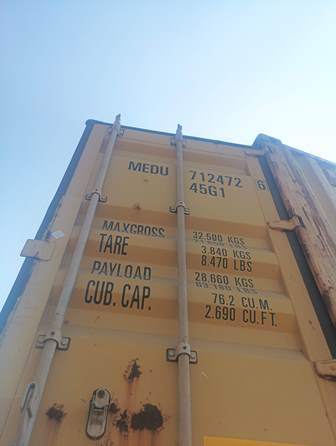 MEDU 712472 6
45G1
MAXGROSS 32.500 KGS
TARE 3.840 KGS
8.470 LBS
PAYLOAD 28.660 KGS
CUB. CAP. 76.2 CU.M.
2.690 CU.FT.